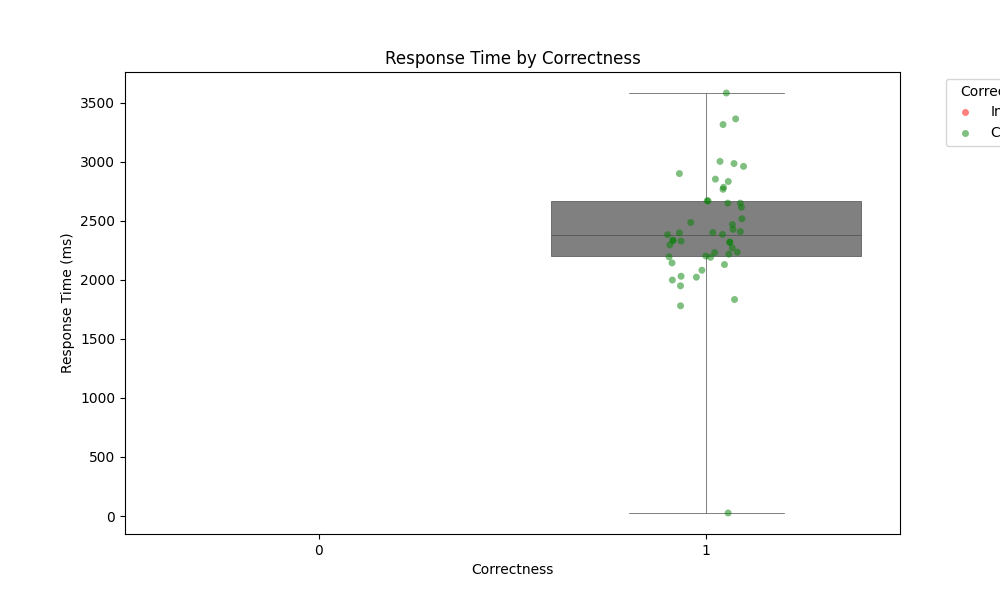 Response Time by Correctness
3500
3000
2500
2000
1500
1000
500
0
Response Time (ms)
0 1
Correctness
Correc
In
C